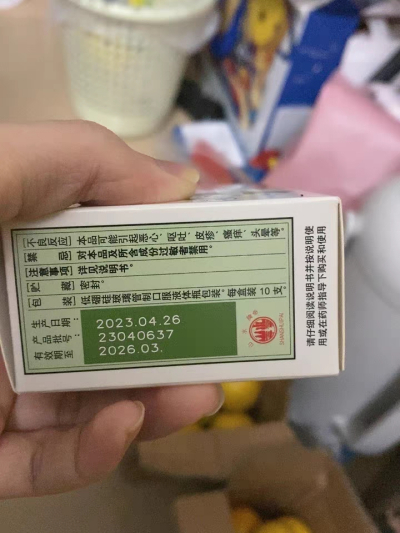 [不良反应] 本品可能引起恶心、呕吐、皮疹、瘙痒、头晕等。
[禁 忌] 对本品及所含成份过敏者禁用。
[注意事项] 详见说明书。
[贮 藏] 密封。
[包 装] 低硼硅玻璃管制口服液体瓶包装。每盒装10支。
生产日期： 2023.04.26
产品批号： 23040637
有效期至 2026.03.
请仔细阅读说明书并按说明使
用或在药师指导下购买和使用